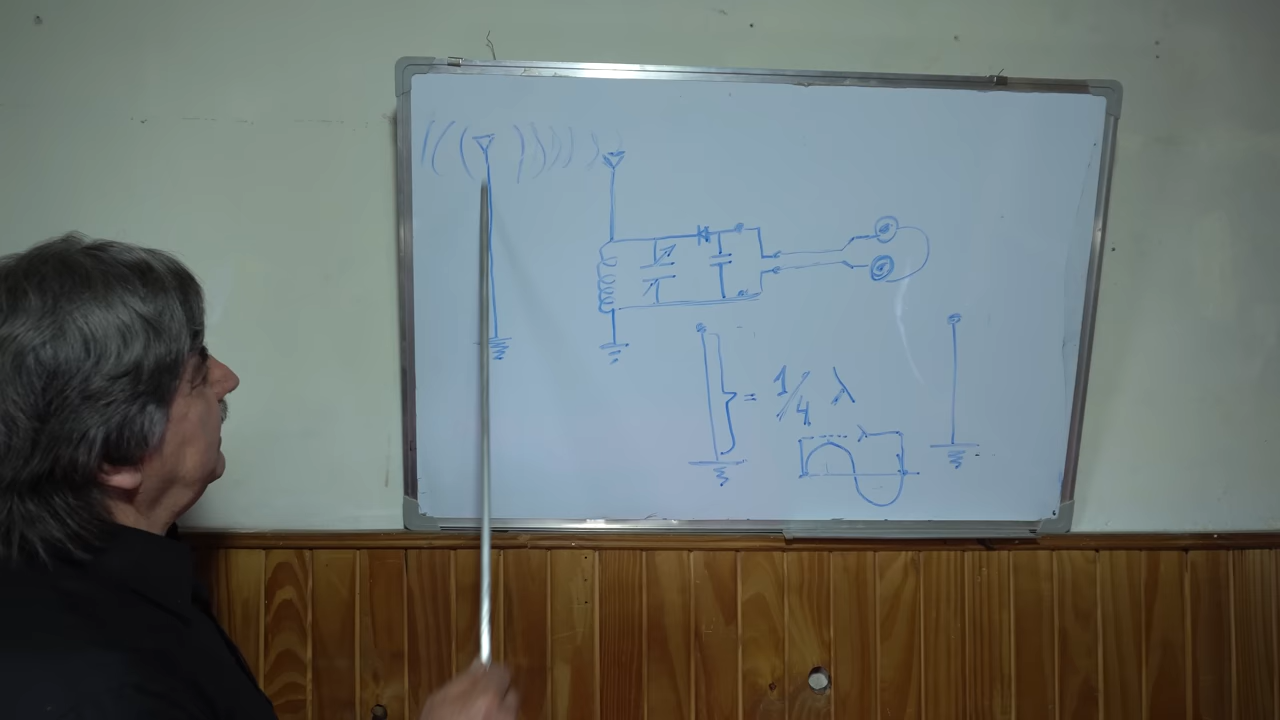 = 1/4 λ
λ